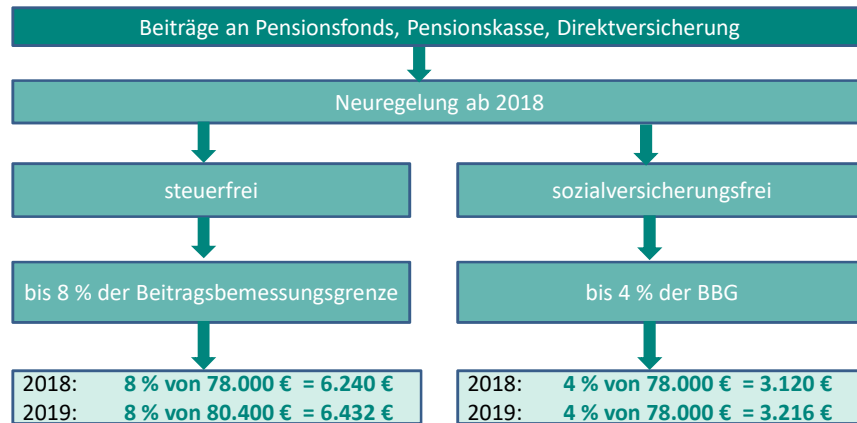 Beiträge an Pensionsfonds, Pensionskasse, Direktversicherung
Neuregelung ab 2018
steuerfrei
sozialversicherungsfrei
bis 8 % der Beitragsbemessungsgrenze
bis 4 % der BBG
2018: 8 % von 78.000 € = 6.240 €
2019: 8 % von 80.400 € = 6.432 €
2018: 4 % von 78.000 € = 3.120 €
2019: 4 % von 78.000 € = 3.216 €